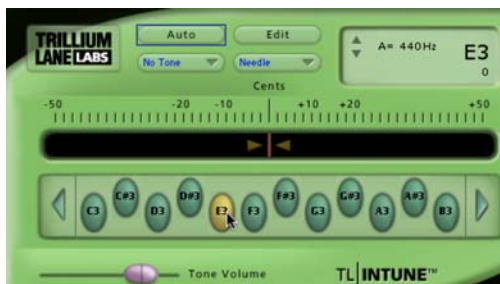 TRILLIUM
LANE LABS
Auto
Edit
No Tone
Needle
A= 440Hz
E3
0
Cents
-50 -20 -10 +10 +20 +50
C3 C#3 D3 D#3 E3 F3 F#3 G3 G#3 A3 A#3 B3
Tone Volume
TL|INTUNE™